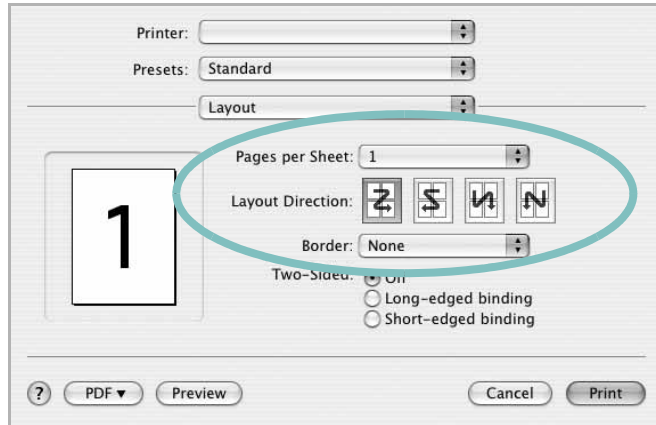 Printer:
Presets: Standard
Layout
Pages per Sheet: 1
Layout Direction:
Border: None
Two-Sided: Off
Long-edged binding
Short-edged binding
1
? PDF▼ Preview Cancel Print